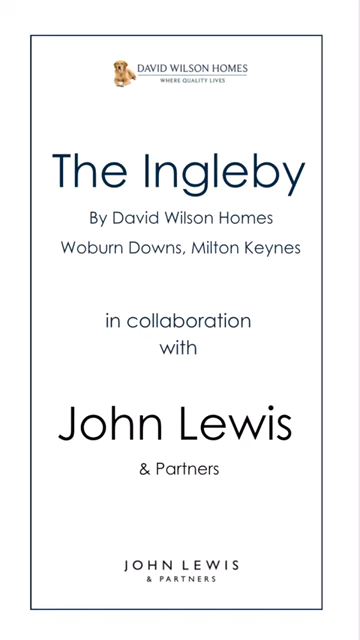 DAVID WILSON HOMES
WHERE QUALITY LIVES
The Ingleby
By David Wilson Homes
Woburn Downs, Milton Keynes
in collaboration
with
John Lewis
& Partners
JOHN LEWIS
& PARTNERS